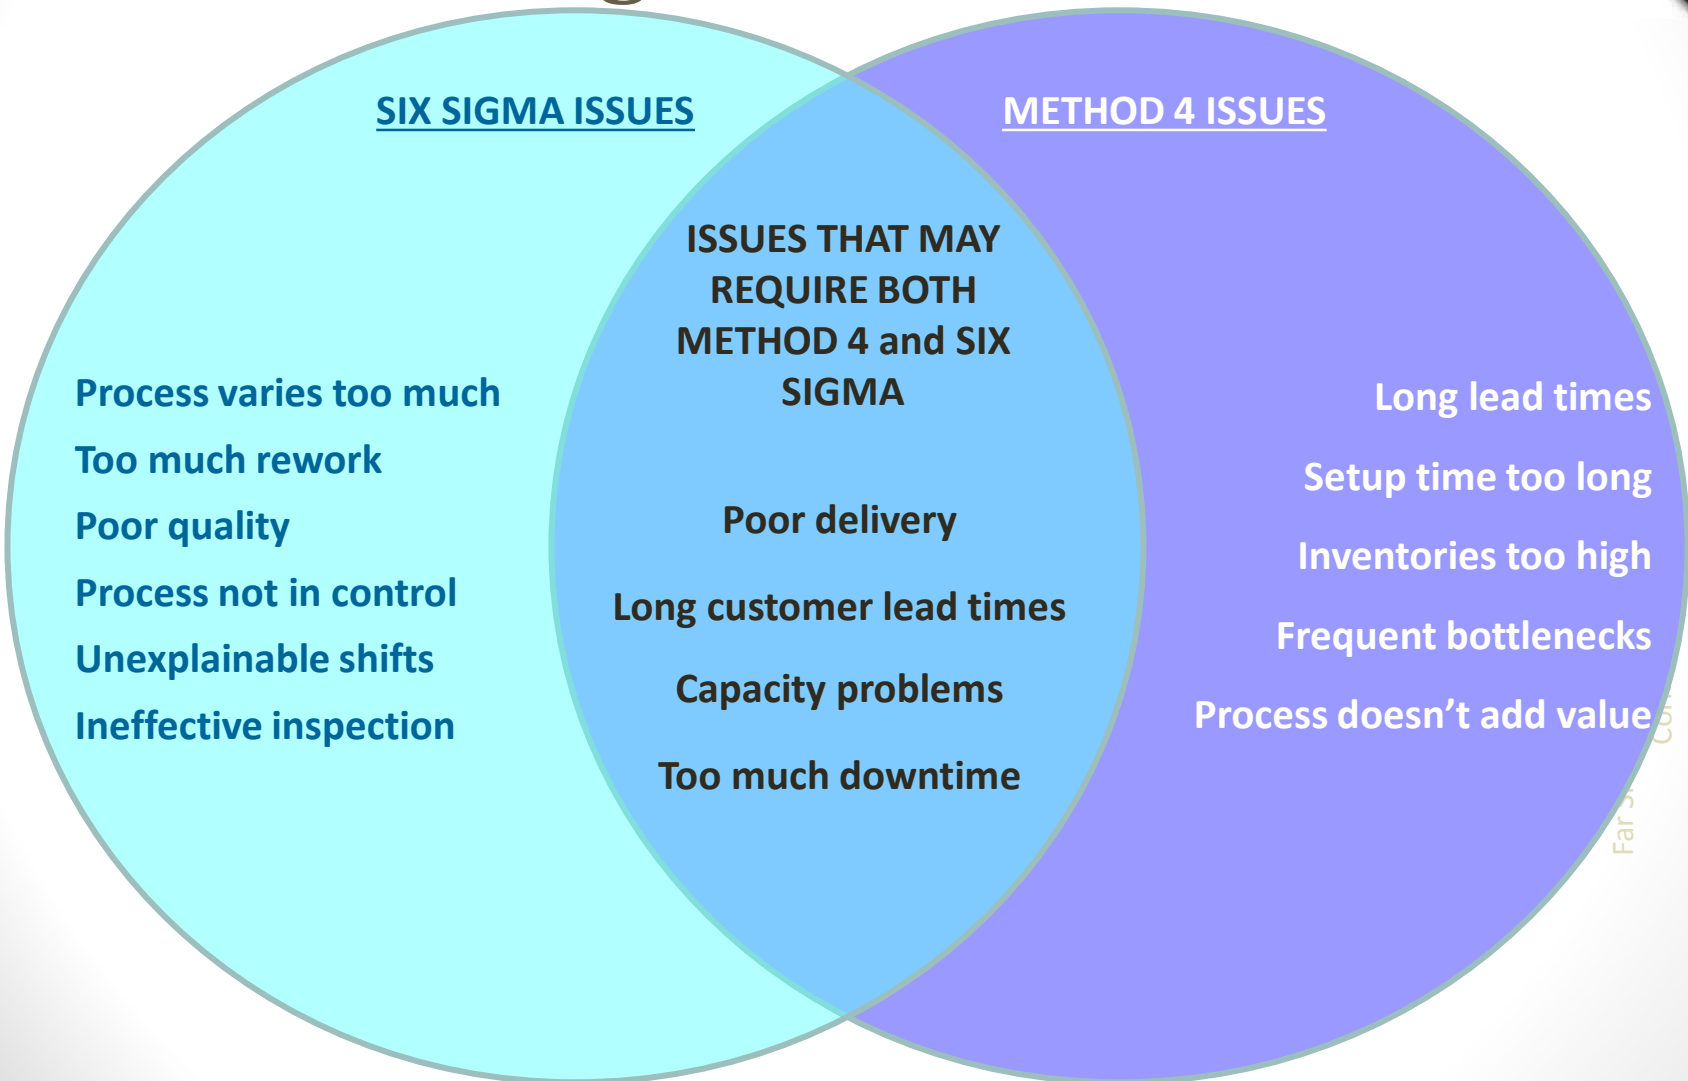 SIX SIGMA ISSUES
Process varies too much
Too much rework
Poor quality
Process not in control
Unexplainable shifts
Ineffective inspection
ISSUES THAT MAY
REQUIRE BOTH
METHOD 4 and SIX
SIGMA
Poor delivery
Long customer lead times
Capacity problems
Too much downtime
METHOD 4 ISSUES
Long lead times
Setup time too long
Inventories too high
Frequent bottlenecks
Process doesn’t add value
Far